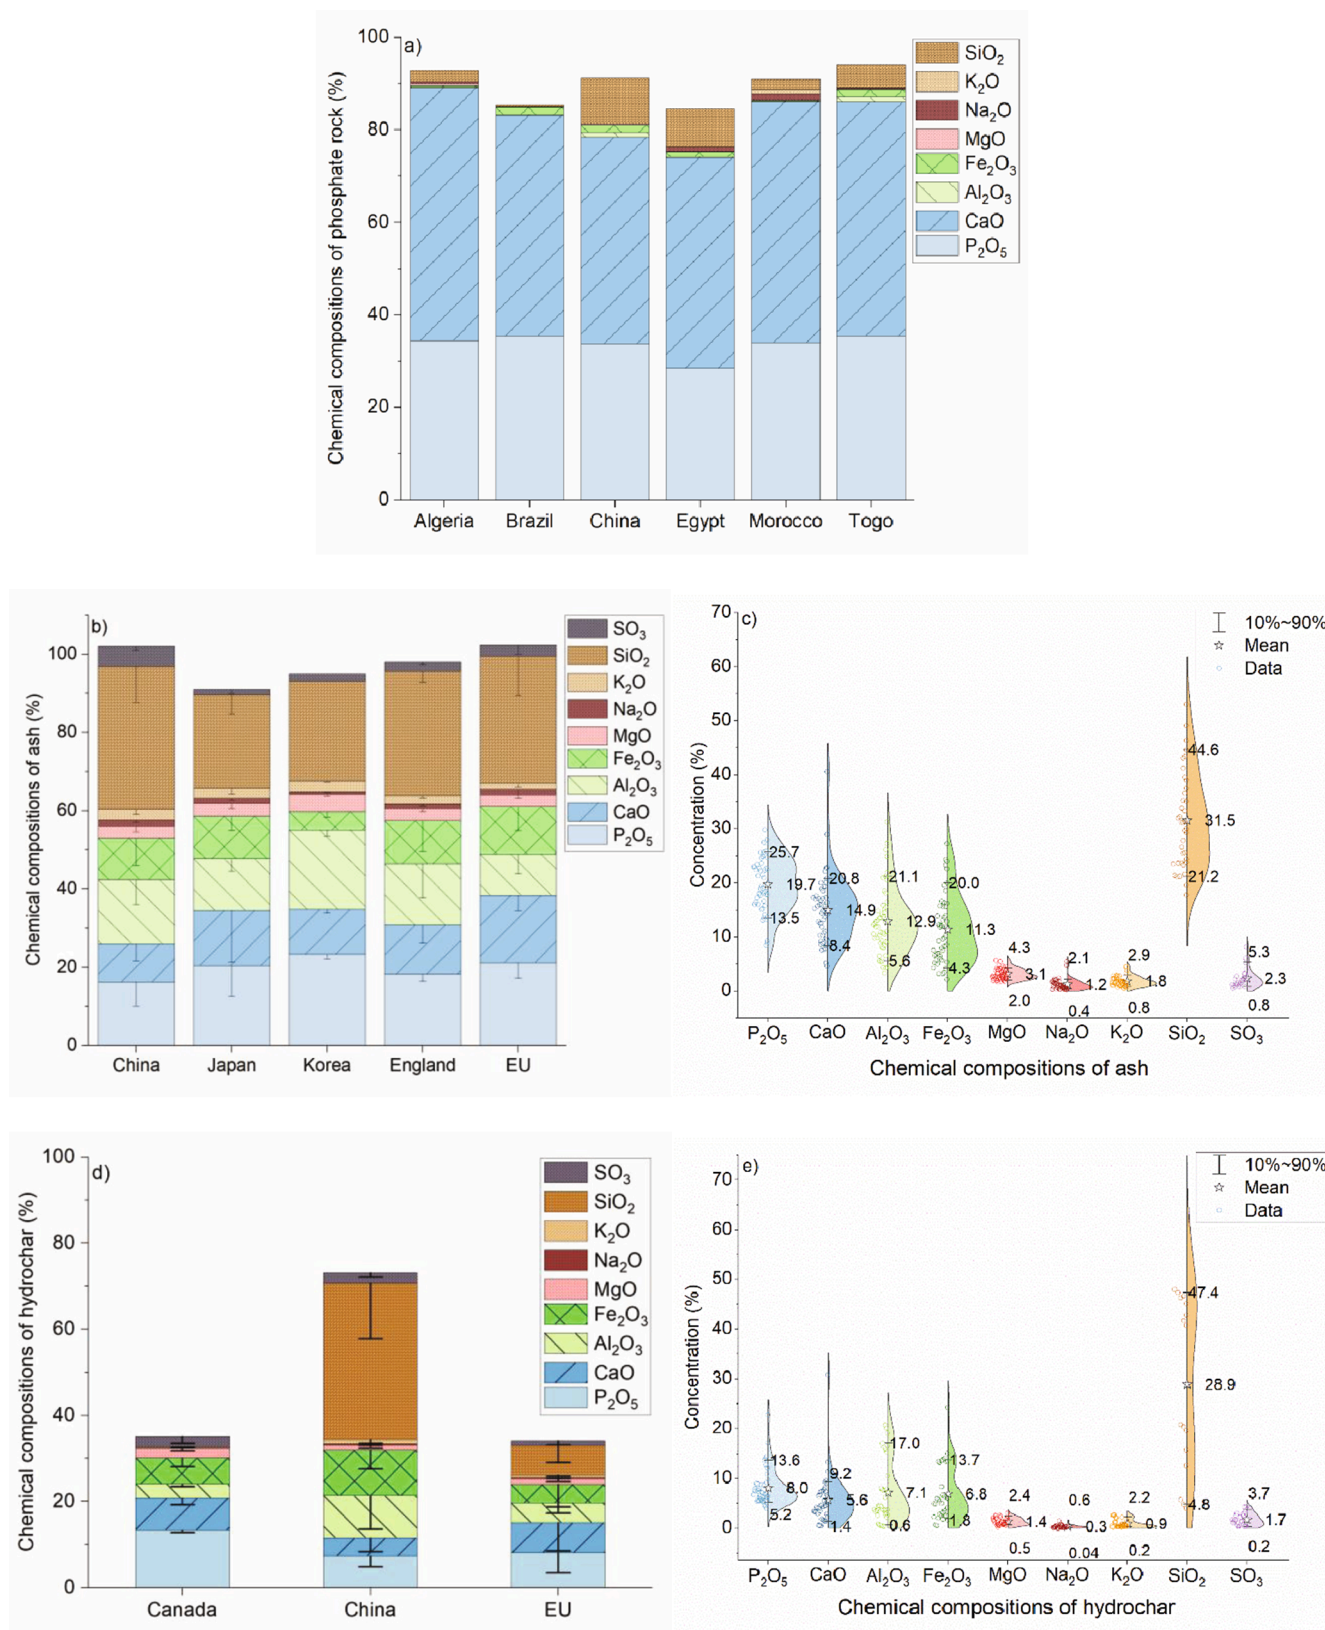 a)
Chemical compositions of phosphate rock (%)
100
80
60
40
20
0
Algeria Brazil China Egypt Morocco Togo
SiO₂
K₂O
Na₂O
MgO
Fe₂O₃
Al₂O₃
CaO
P₂O₅
b)
Chemical compositions of ash (%)
100
80
60
40
20
0
China Japan Korea England EU
SO₃
SiO₂
K₂O
Na₂O
MgO
Fe₂O₃
Al₂O₃
CaO
P₂O₅
c)
Concentration (%)
70
60
50
40
30
20
10
0
10%~90%
Mean
Data
25.7
19.7
13.5
20.8
14.9
8.4
21.1
12.9
5.6
20.0
11.3
4.3
4.3
3.1
2.0
2.1
1.2
0.4
2.9
1.8
0.8
44.6
31.5
21.2
5.3
2.3
0.8
P₂O₅ CaO Al₂O₃ Fe₂O₃ MgO Na₂O K₂O SiO₂ SO₃
Chemical compositions of ash
d)
Chemical compositions of hydrochar (%)
100
80
60
40
20
0
Canada China EU
SO₃
SiO₂
K₂O
Na₂O
MgO
Fe₂O₃
Al₂O₃
CaO
P₂O₅
e)
Concentration (%)
70
60
50
40
30
20
10
0
10%~90%
Mean
Data
13.6
8.0
5.2
9.2
5.6
1.4
17.0
7.1
0.6
13.7
6.8
1.8
2.4
1.4
0.5
0.6
0.3
0.04
2.2
0.9
0.2
47.4
28.9
4.8
3.7
1.7
0.2
P₂O₅ CaO Al₂O₃ Fe₂O₃ MgO Na₂O K₂O SiO₂ SO₃
Chemical compositions of hydrochar